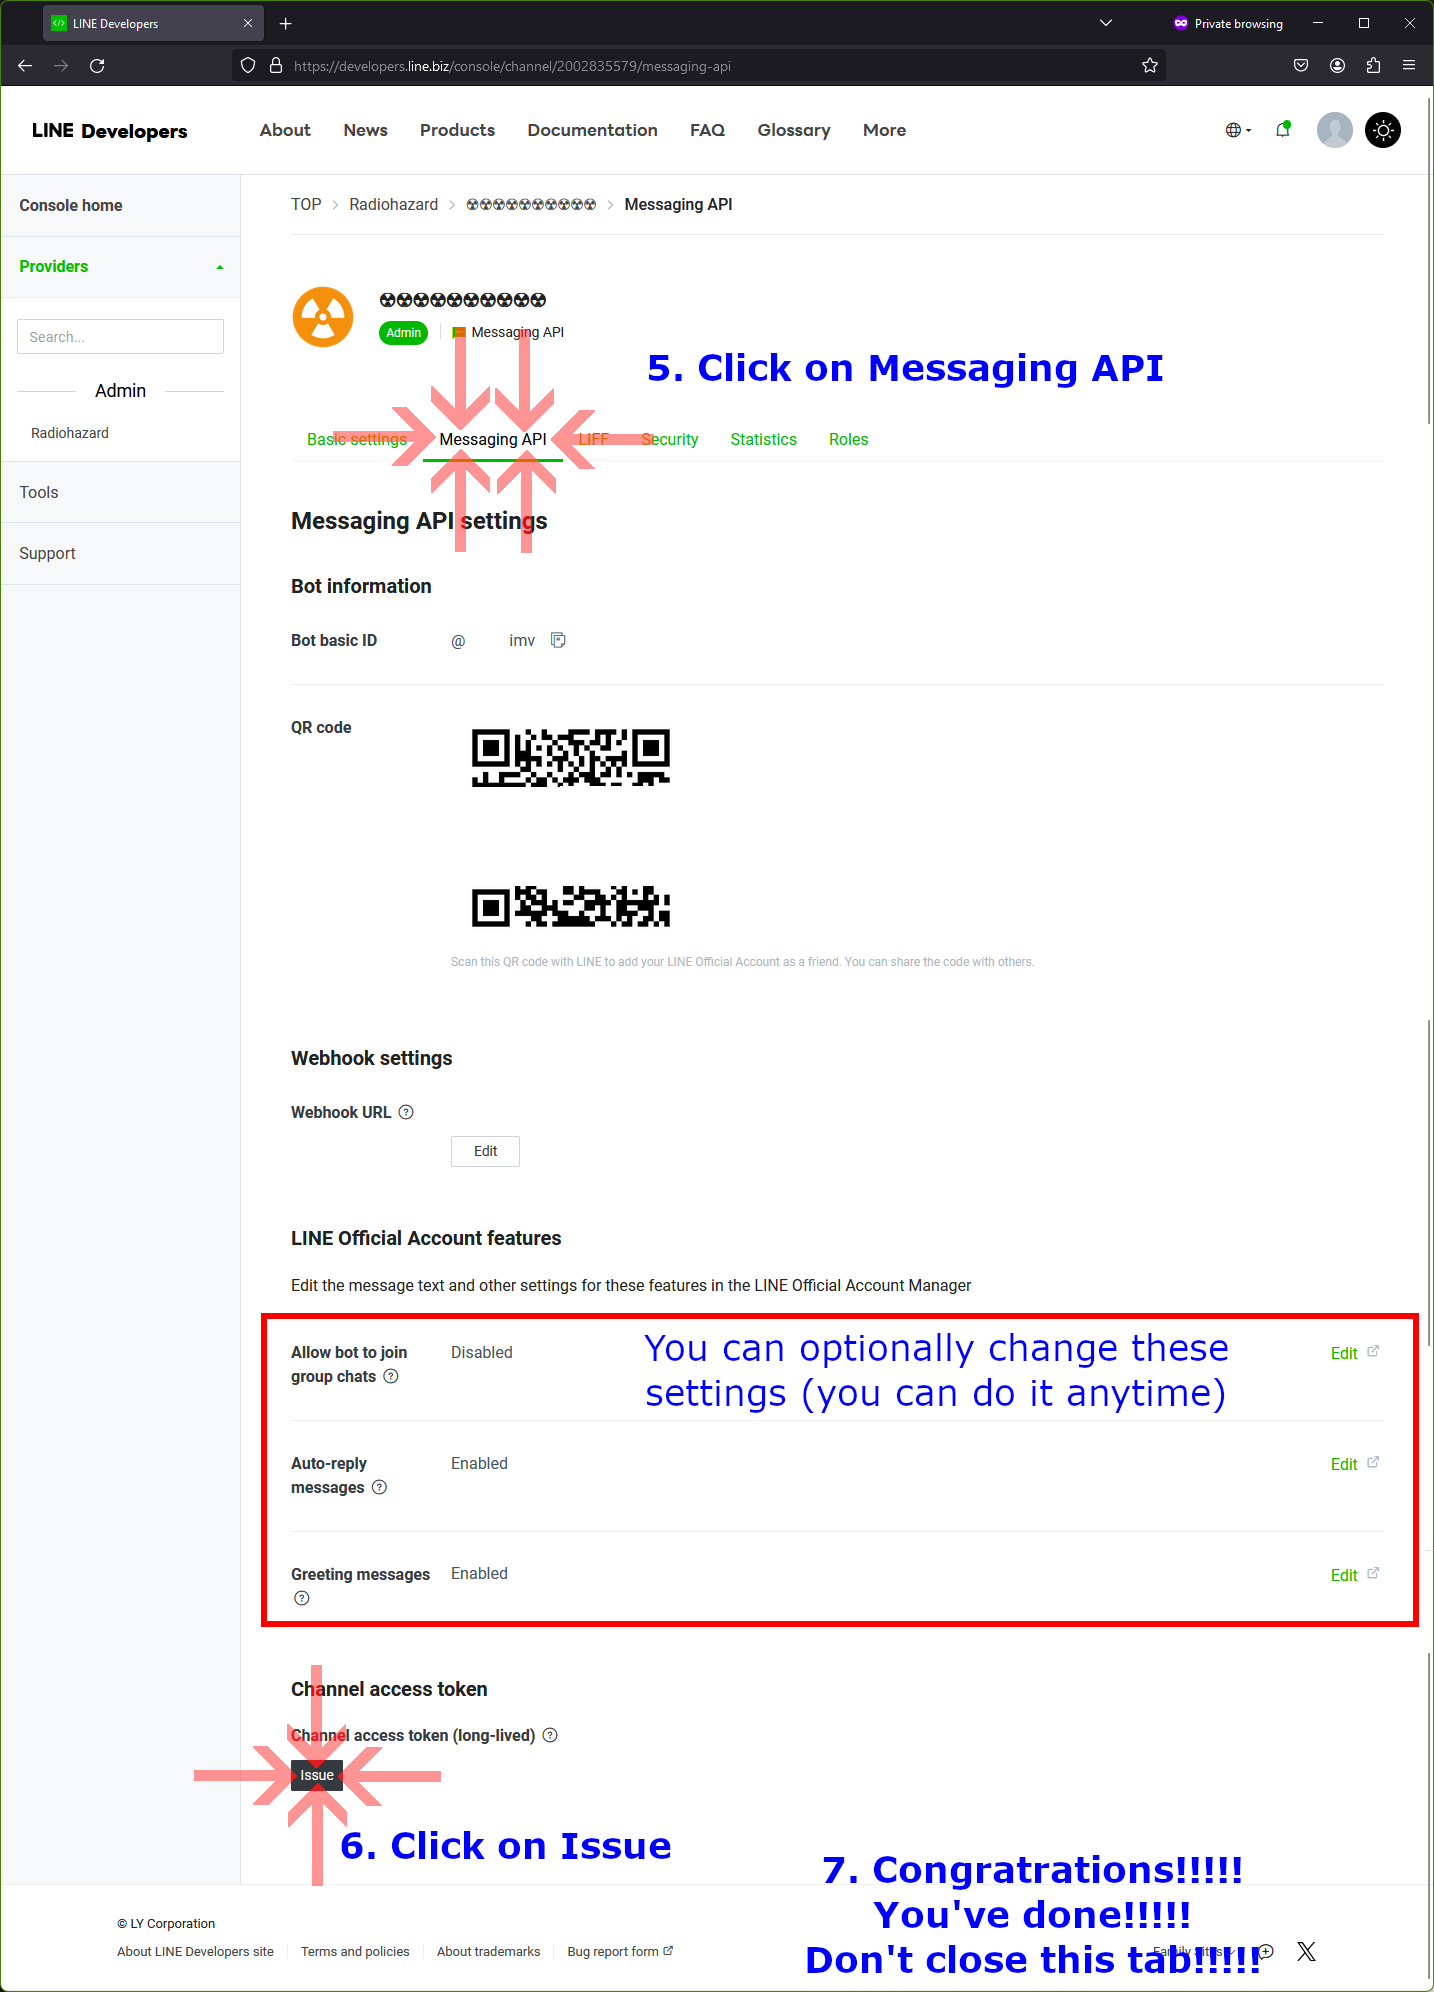 LINE Developers
Private browsing
https://developers.line.biz/console/channel/2002835579/messaging-api
LINE Developers
About News Products Documentation FAQ Glossary More
Console home
Providers
Search...
Admin
Radiohazard
Tools
Support
TOP > Radiohazard > ☢☢☢☢☢☢☢☢☢☢ > Messaging API
☢☢☢☢☢☢☢☢☢☢
Admin Messaging API
5. Click on Messaging API
Basic settings Messaging API LIFF Security Statistics Roles
Messaging API settings
Bot information
Bot basic ID @ imv
QR code
Scan this QR code with LINE to add your LINE Official Account as a friend. You can share the code with others.
Webhook settings
Webhook URL
Edit
LINE Official Account features
Edit the message text and other settings for these features in the LINE Official Account Manager
You can optionally change these
settings (you can do it anytime)
Allow bot to join
group chats
Disabled
Edit
Auto-reply
messages
Enabled
Edit
Greeting messages
Enabled
Edit
Channel access token
Channel access token (long-lived)
Issue
6. Click on Issue
7. Congratrations!!!!!
You've done!!!!!
Don't close this tab!!!!!
© LY Corporation
About LINE Developers site Terms and policies About trademarks Bug report form
Family sites